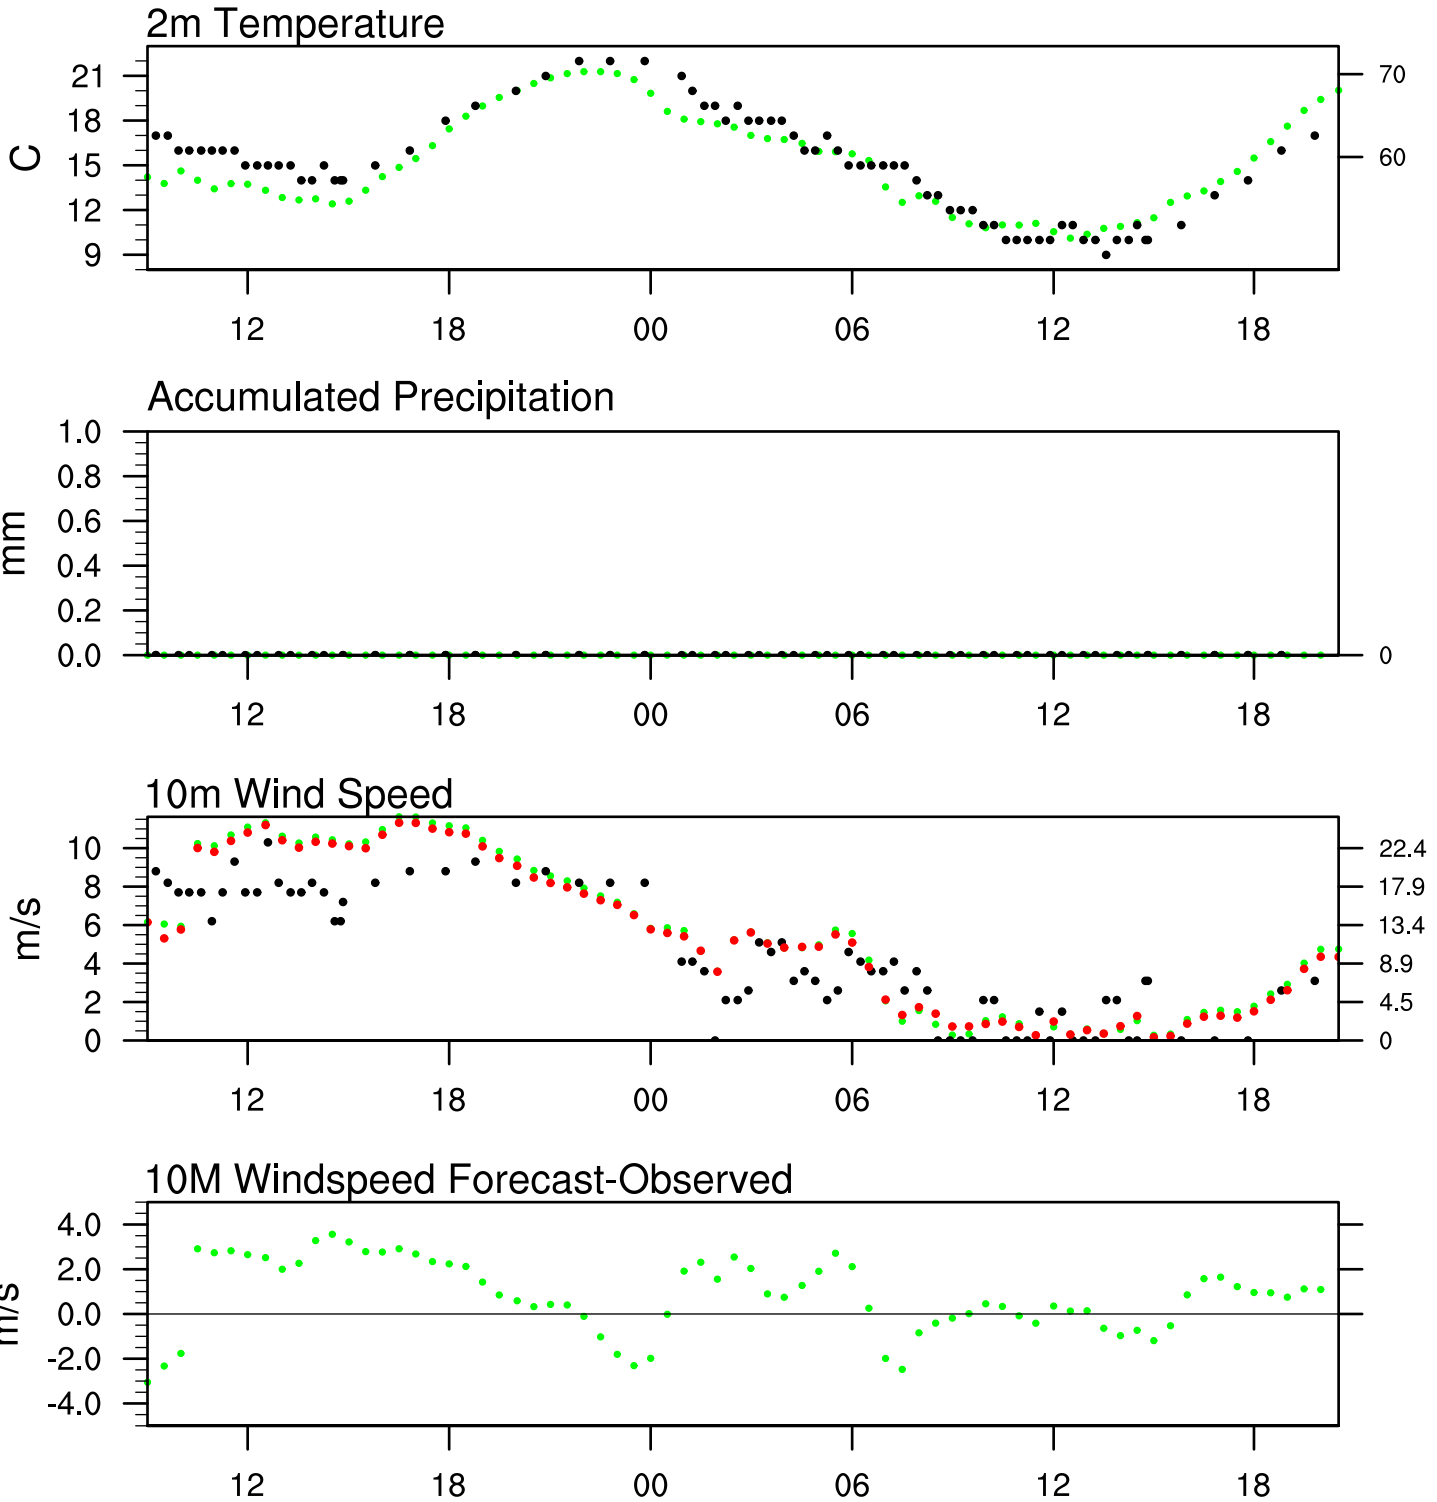 2m Temperature
21
18
15
12
9
C
70
60
12 18 00 06 12 18
Accumulated Precipitation
1.0
0.8
0.6
0.4
0.2
0.0
mm
0
12 18 00 06 12 18
10m Wind Speed
10
8
6
4
2
0
m/s
22.4
17.9
13.4
8.9
4.5
0
12 18 00 06 12 18
10M Windspeed Forecast-Observed
4.0
2.0
0.0
-2.0
-4.0
m/s
12 18 00 06 12 18